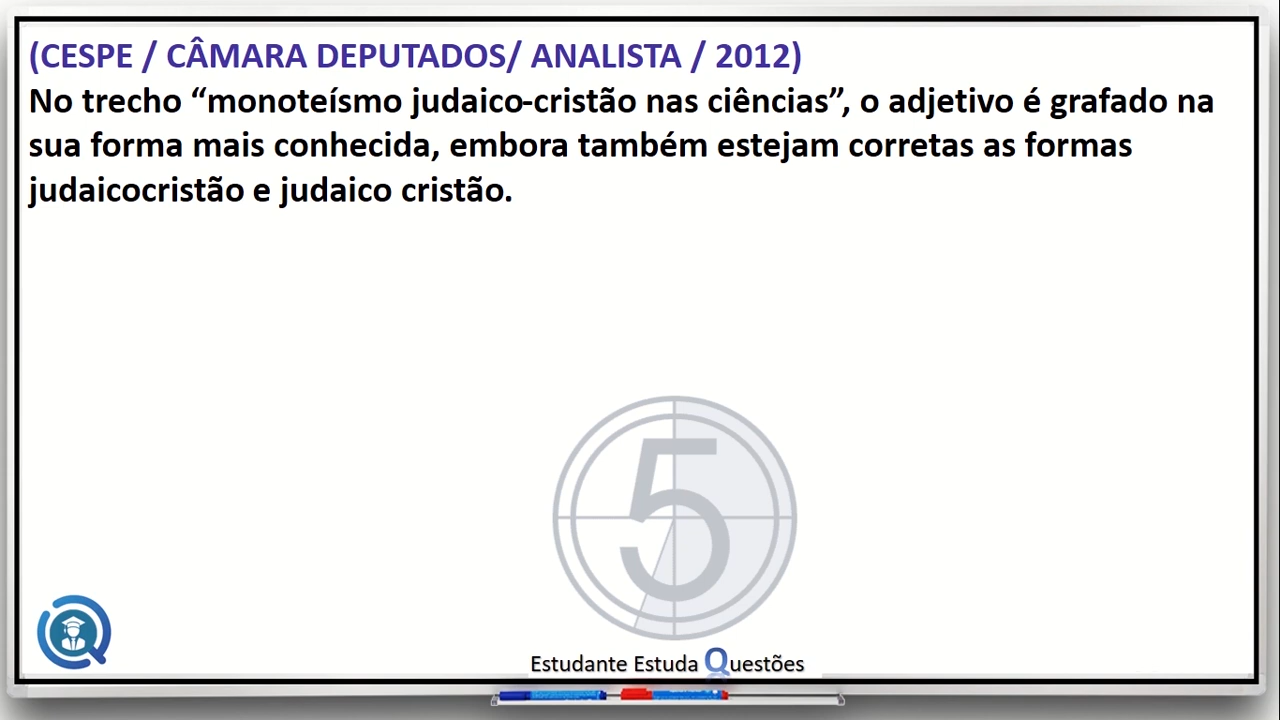 (CESPE / CÂMARA DEPUTADOS/ ANALISTA / 2012)
No trecho “monoteísmo judaico-cristão nas ciências”, o adjetivo é grafado na
sua forma mais conhecida, embora também estejam corretas as formas
judaicocristão e judaico cristão.
5
Estudante Estuda Questões